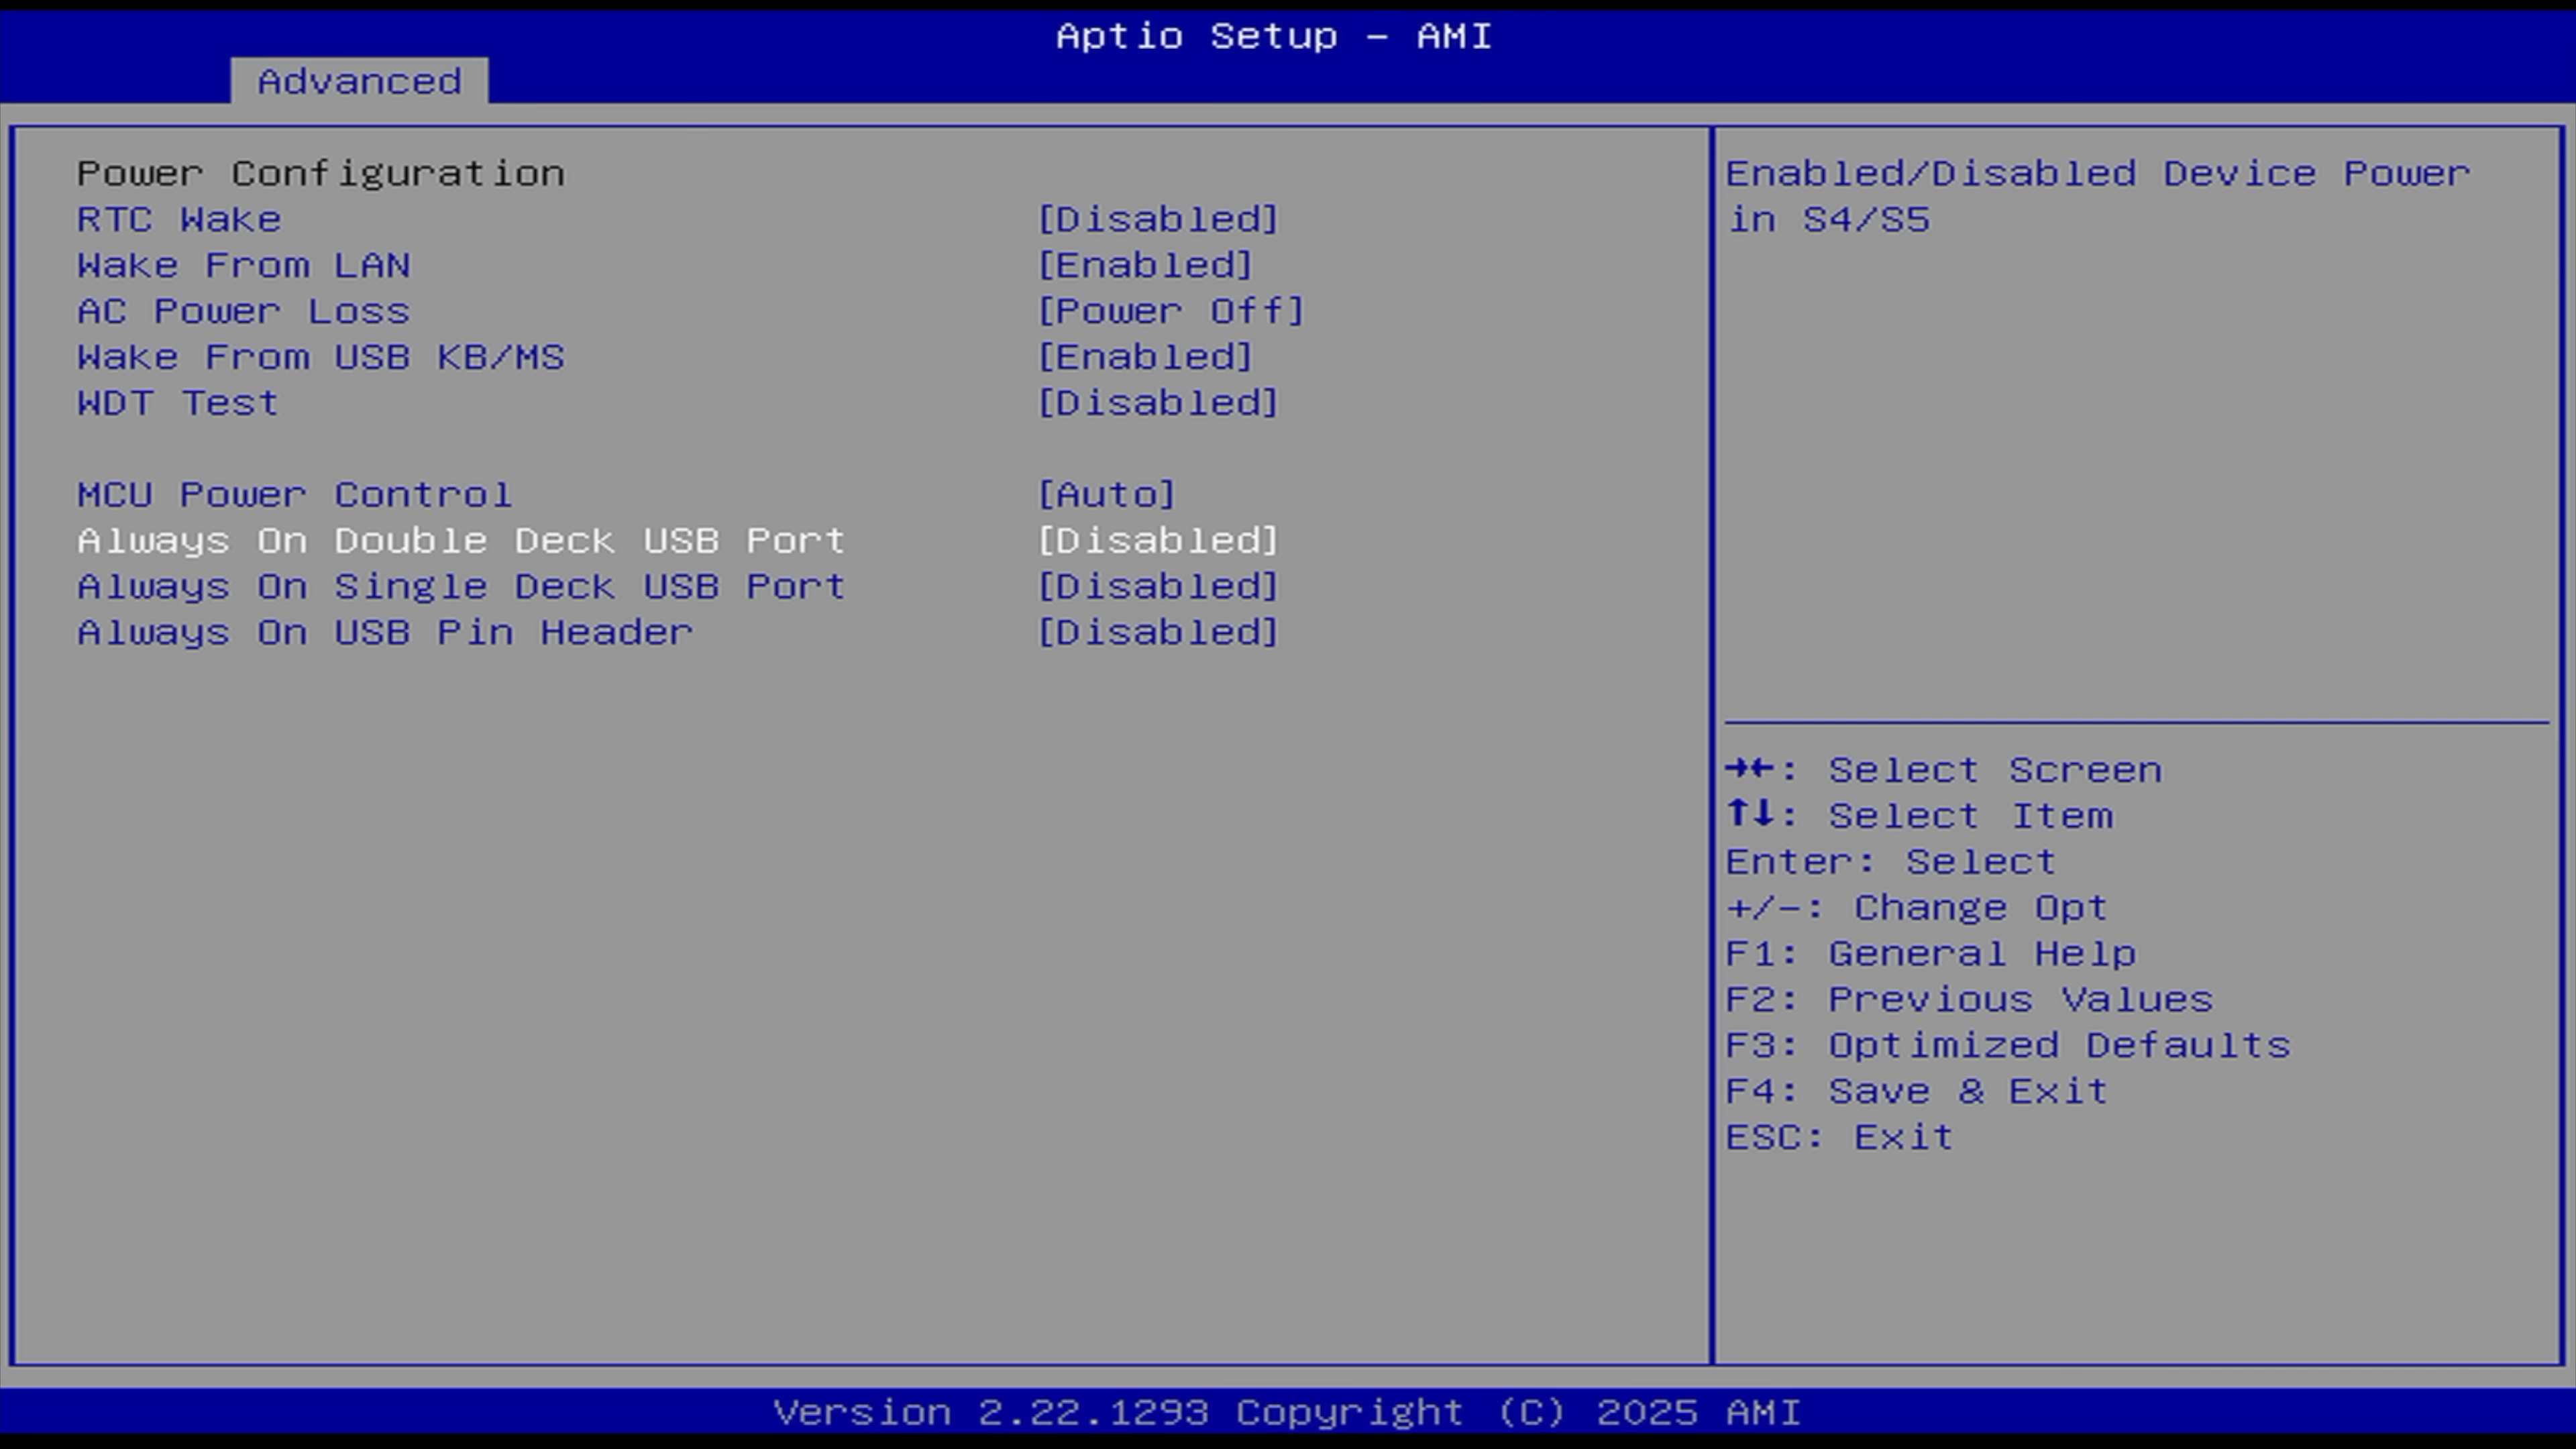 Aptio Setup - AMI
Advanced
Power Configuration
RTC Wake [Disabled]
Wake From LAN [Enabled]
AC Power Loss [Power Off]
Wake From USB KB/MS [Enabled]
WDT Test [Disabled]
MCU Power Control [Auto]
Always On Double Deck USB Port [Disabled]
Always On Single Deck USB Port [Disabled]
Always On USB Pin Header [Disabled]
Enabled/Disabled Device Power
in S4/S5
→←: Select Screen
↑↓: Select Item
Enter: Select
+/-: Change Opt
F1: General Help
F2: Previous Values
F3: Optimized Defaults
F4: Save & Exit
ESC: Exit
Version 2.22.1293 Copyright (C) 2025 AMI